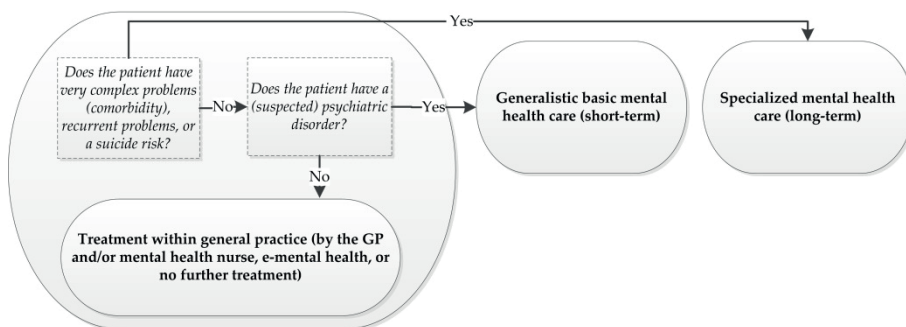 Yes
Does the patient have
very complex problems
(comorbidity),
recurrent problems, or
a suicide risk?
No
Does the patient have a
(suspected) psychiatric
disorder?
Yes
Generalistic basic mental
health care (short-term)
Specialized mental health
care (long-term)
No
Treatment within general practice (by the GP
and/or mental health nurse, e-mental health, or
no further treatment)